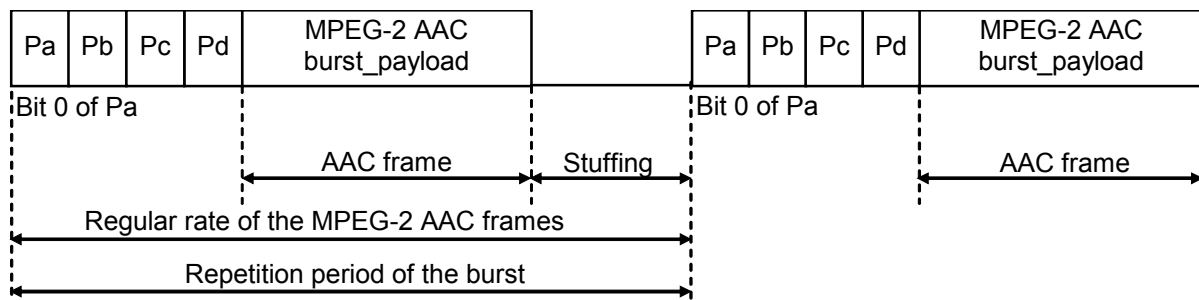 Pa Pb Pc Pd MPEG-2 AAC burst_payload Pa Pb Pc Pd MPEG-2 AAC burst_payload
Bit 0 of Pa Bit 0 of Pa
AAC frame Stuffing AAC frame
Regular rate of the MPEG-2 AAC frames
Repetition period of the burst